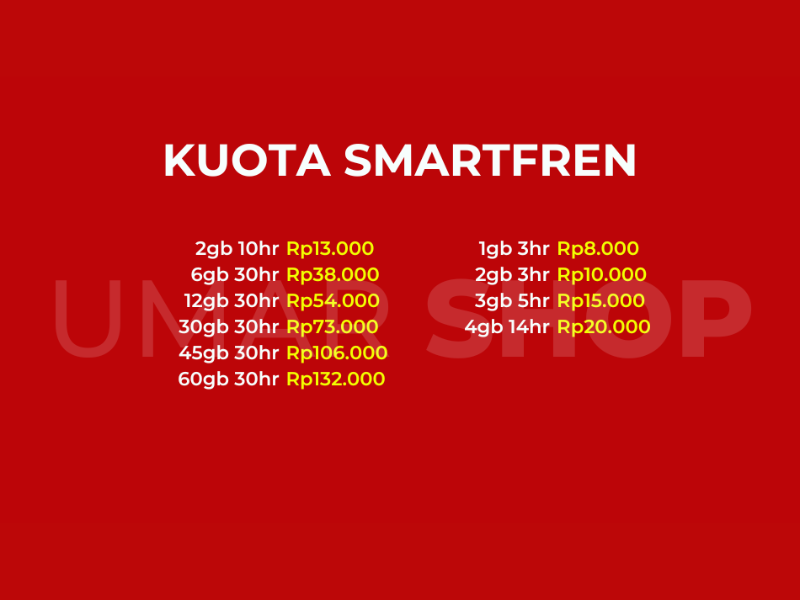 KUOTA SMARTFREN
2gb 10hr Rp13.000
6gb 30hr Rp38.000
12gb 30hr Rp54.000
30gb 30hr Rp73.000
45gb 30hr Rp106.000
60gb 30hr Rp132.000
1gb 3hr Rp8.000
2gb 3hr Rp10.000
3gb 5hr Rp15.000
4gb 14hr Rp20.000
UMAR SHOP